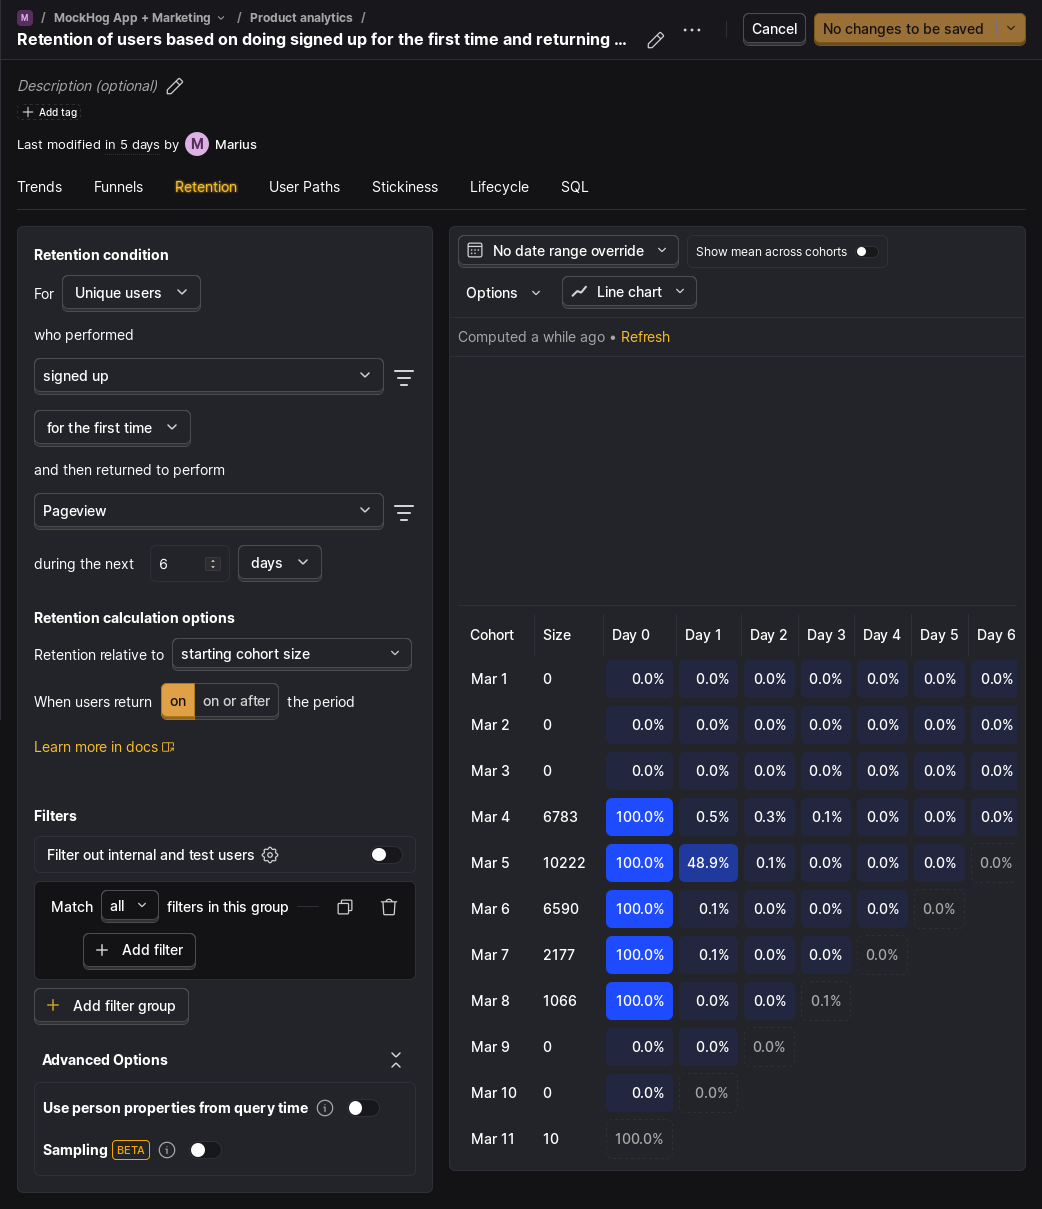 M / MockHog App + Marketing / Product analytics /
Retention of users based on doing signed up for the first time and returning ...
Cancel
No changes to be saved
Description (optional)
Add tag
Last modified in 5 days by M Marius
Trends Funnels Retention User Paths Stickiness Lifecycle SQL
Retention condition
For Unique users
who performed
signed up
for the first time
and then returned to perform
Pageview
during the next 6 days
Retention calculation options
Retention relative to starting cohort size
When users return on on or after the period
Learn more in docs
Filters
Filter out internal and test users
Match all filters in this group
Add filter
Add filter group
Advanced Options
Use person properties from query time
Sampling BETA
No date range override
Show mean across cohorts
Options Line chart
Computed a while ago • Refresh
Cohort Size Day 0 Day 1 Day 2 Day 3 Day 4 Day 5 Day 6
Mar 1 0 0.0% 0.0% 0.0% 0.0% 0.0% 0.0% 0.0%
Mar 2 0 0.0% 0.0% 0.0% 0.0% 0.0% 0.0% 0.0%
Mar 3 0 0.0% 0.0% 0.0% 0.0% 0.0% 0.0% 0.0%
Mar 4 6783 100.0% 0.5% 0.3% 0.1% 0.0% 0.0% 0.0%
Mar 5 10222 100.0% 48.9% 0.1% 0.0% 0.0% 0.0% 0.0%
Mar 6 6590 100.0% 0.1% 0.0% 0.0% 0.0% 0.0%
Mar 7 2177 100.0% 0.1% 0.0% 0.0% 0.0%
Mar 8 1066 100.0% 0.0% 0.0% 0.1%
Mar 9 0 0.0% 0.0% 0.0%
Mar 10 0 0.0% 0.0%
Mar 11 10 100.0%